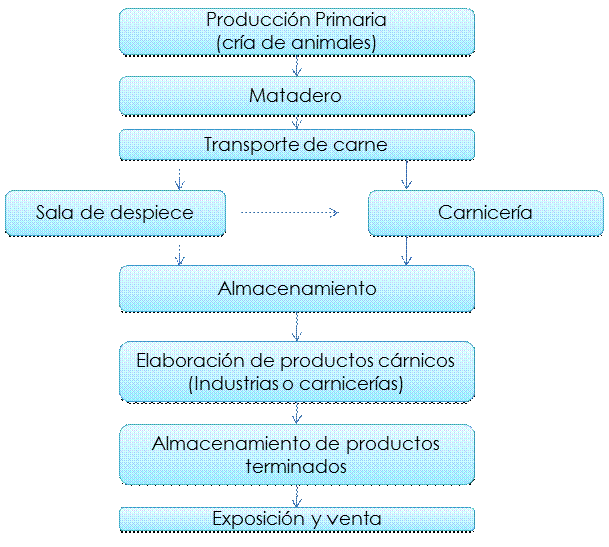 Producción Primaria
(cría de animales)
Matadero
Transporte de carne
Sala de despiece
Carnicería
Almacenamiento
Elaboración de productos cárnicos
(Industrias o carnicerías)
Almacenamiento de productos
terminados
Exposición y venta